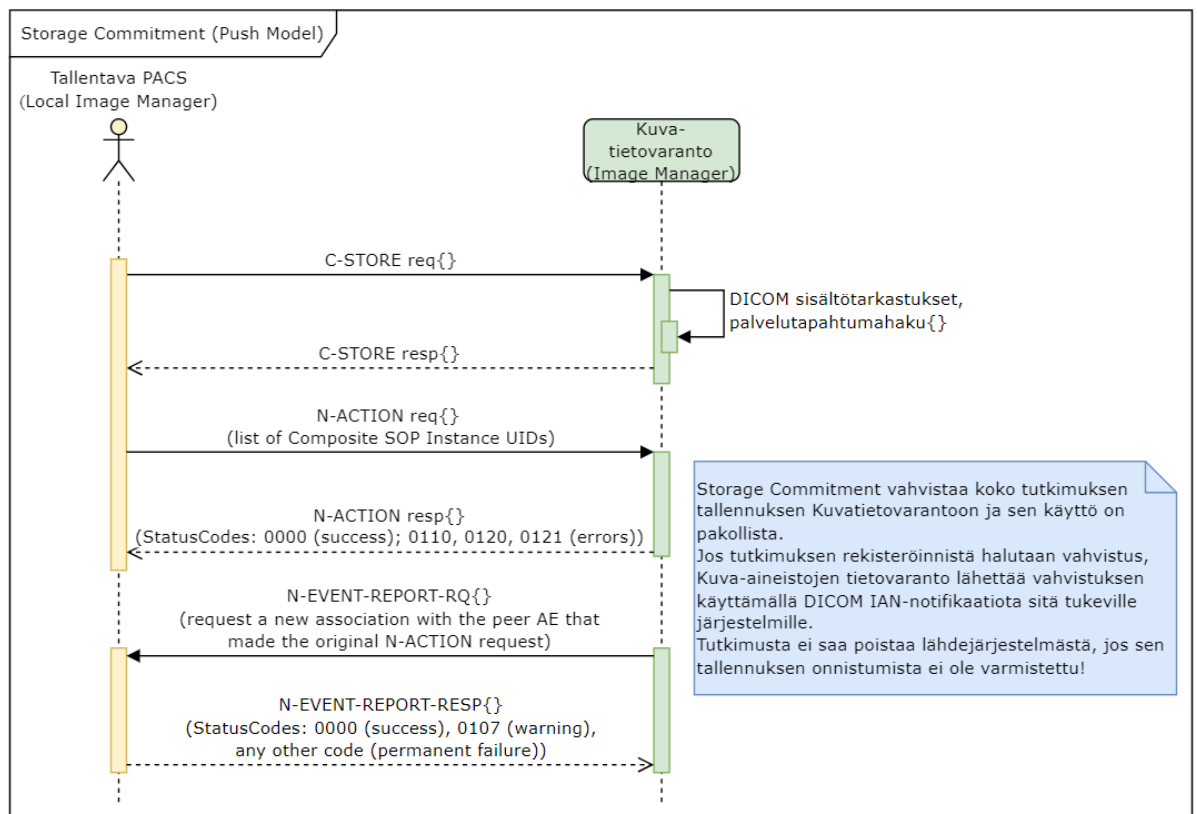 Storage Commitment (Push Model)
Tallentava PACS
(Local Image Manager)
Kuva-
tietovaranto
(Image Manager)
C-STORE req{}
DICOM sisältötarkastukset,
palvelutapahtumahaku{}
C-STORE resp{}
N-ACTION req{}
(list of Composite SOP Instance UIDs)
N-ACTION resp{}
(StatusCodes: 0000 (success); 0110, 0120, 0121 (errors))
Storage Commitment vahvistaa koko tutkimuksen
tallennuksen Kuvatietovarantoon ja sen käyttö on
pakollista.
Jos tutkimuksen rekisteröinnistä halutaan vahvistus,
Kuva-aineistojen tietovaranto lähettää vahvistuksen
käyttämällä DICOM IAN-notifikaatiota sitä tukeville
järjestelmille.
Tutkimusta ei saa poistaa lähdejärjestelmästä, jos sen
tallennuksen onnistumista ei ole varmistettu!
N-EVENT-REPORT-RQ{}
(request a new association with the peer AE that
made the original N-ACTION request)
N-EVENT-REPORT-RESP{}
(StatusCodes: 0000 (success), 0107 (warning),
any other code (permanent failure))